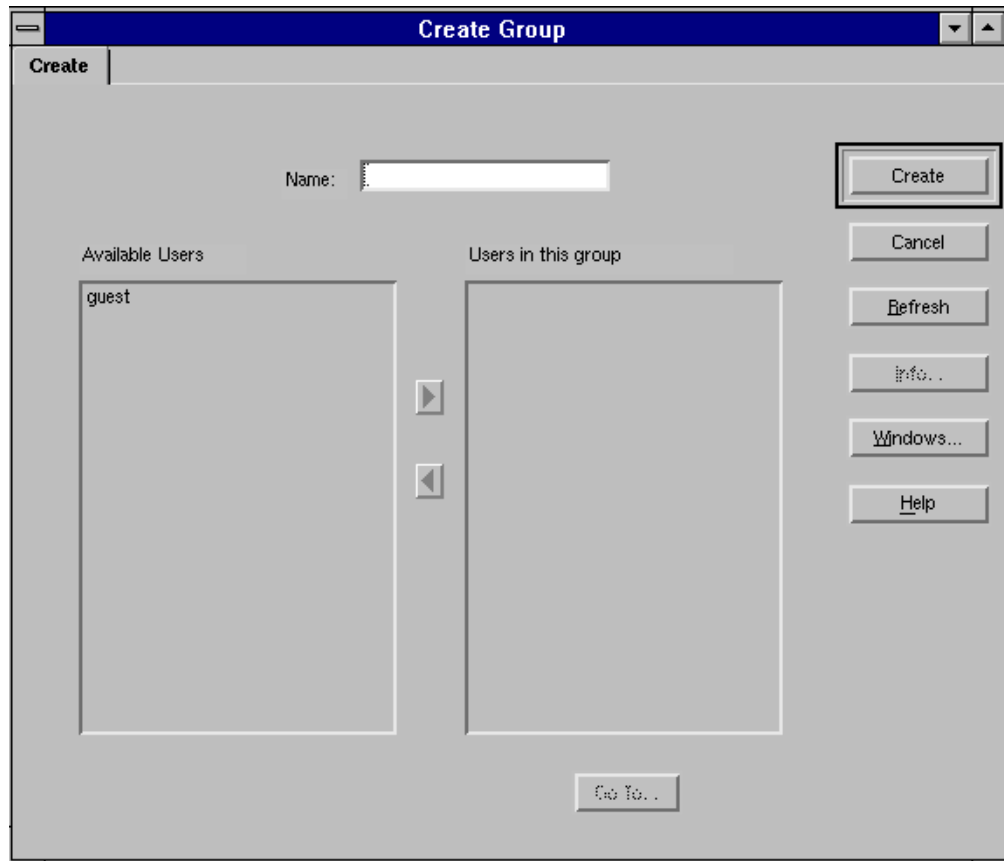 Create Group
Create
Name:
Create
Available Users
Users in this group
Cancel
guest
Refresh
Info...
Windows...
Help
Go To...